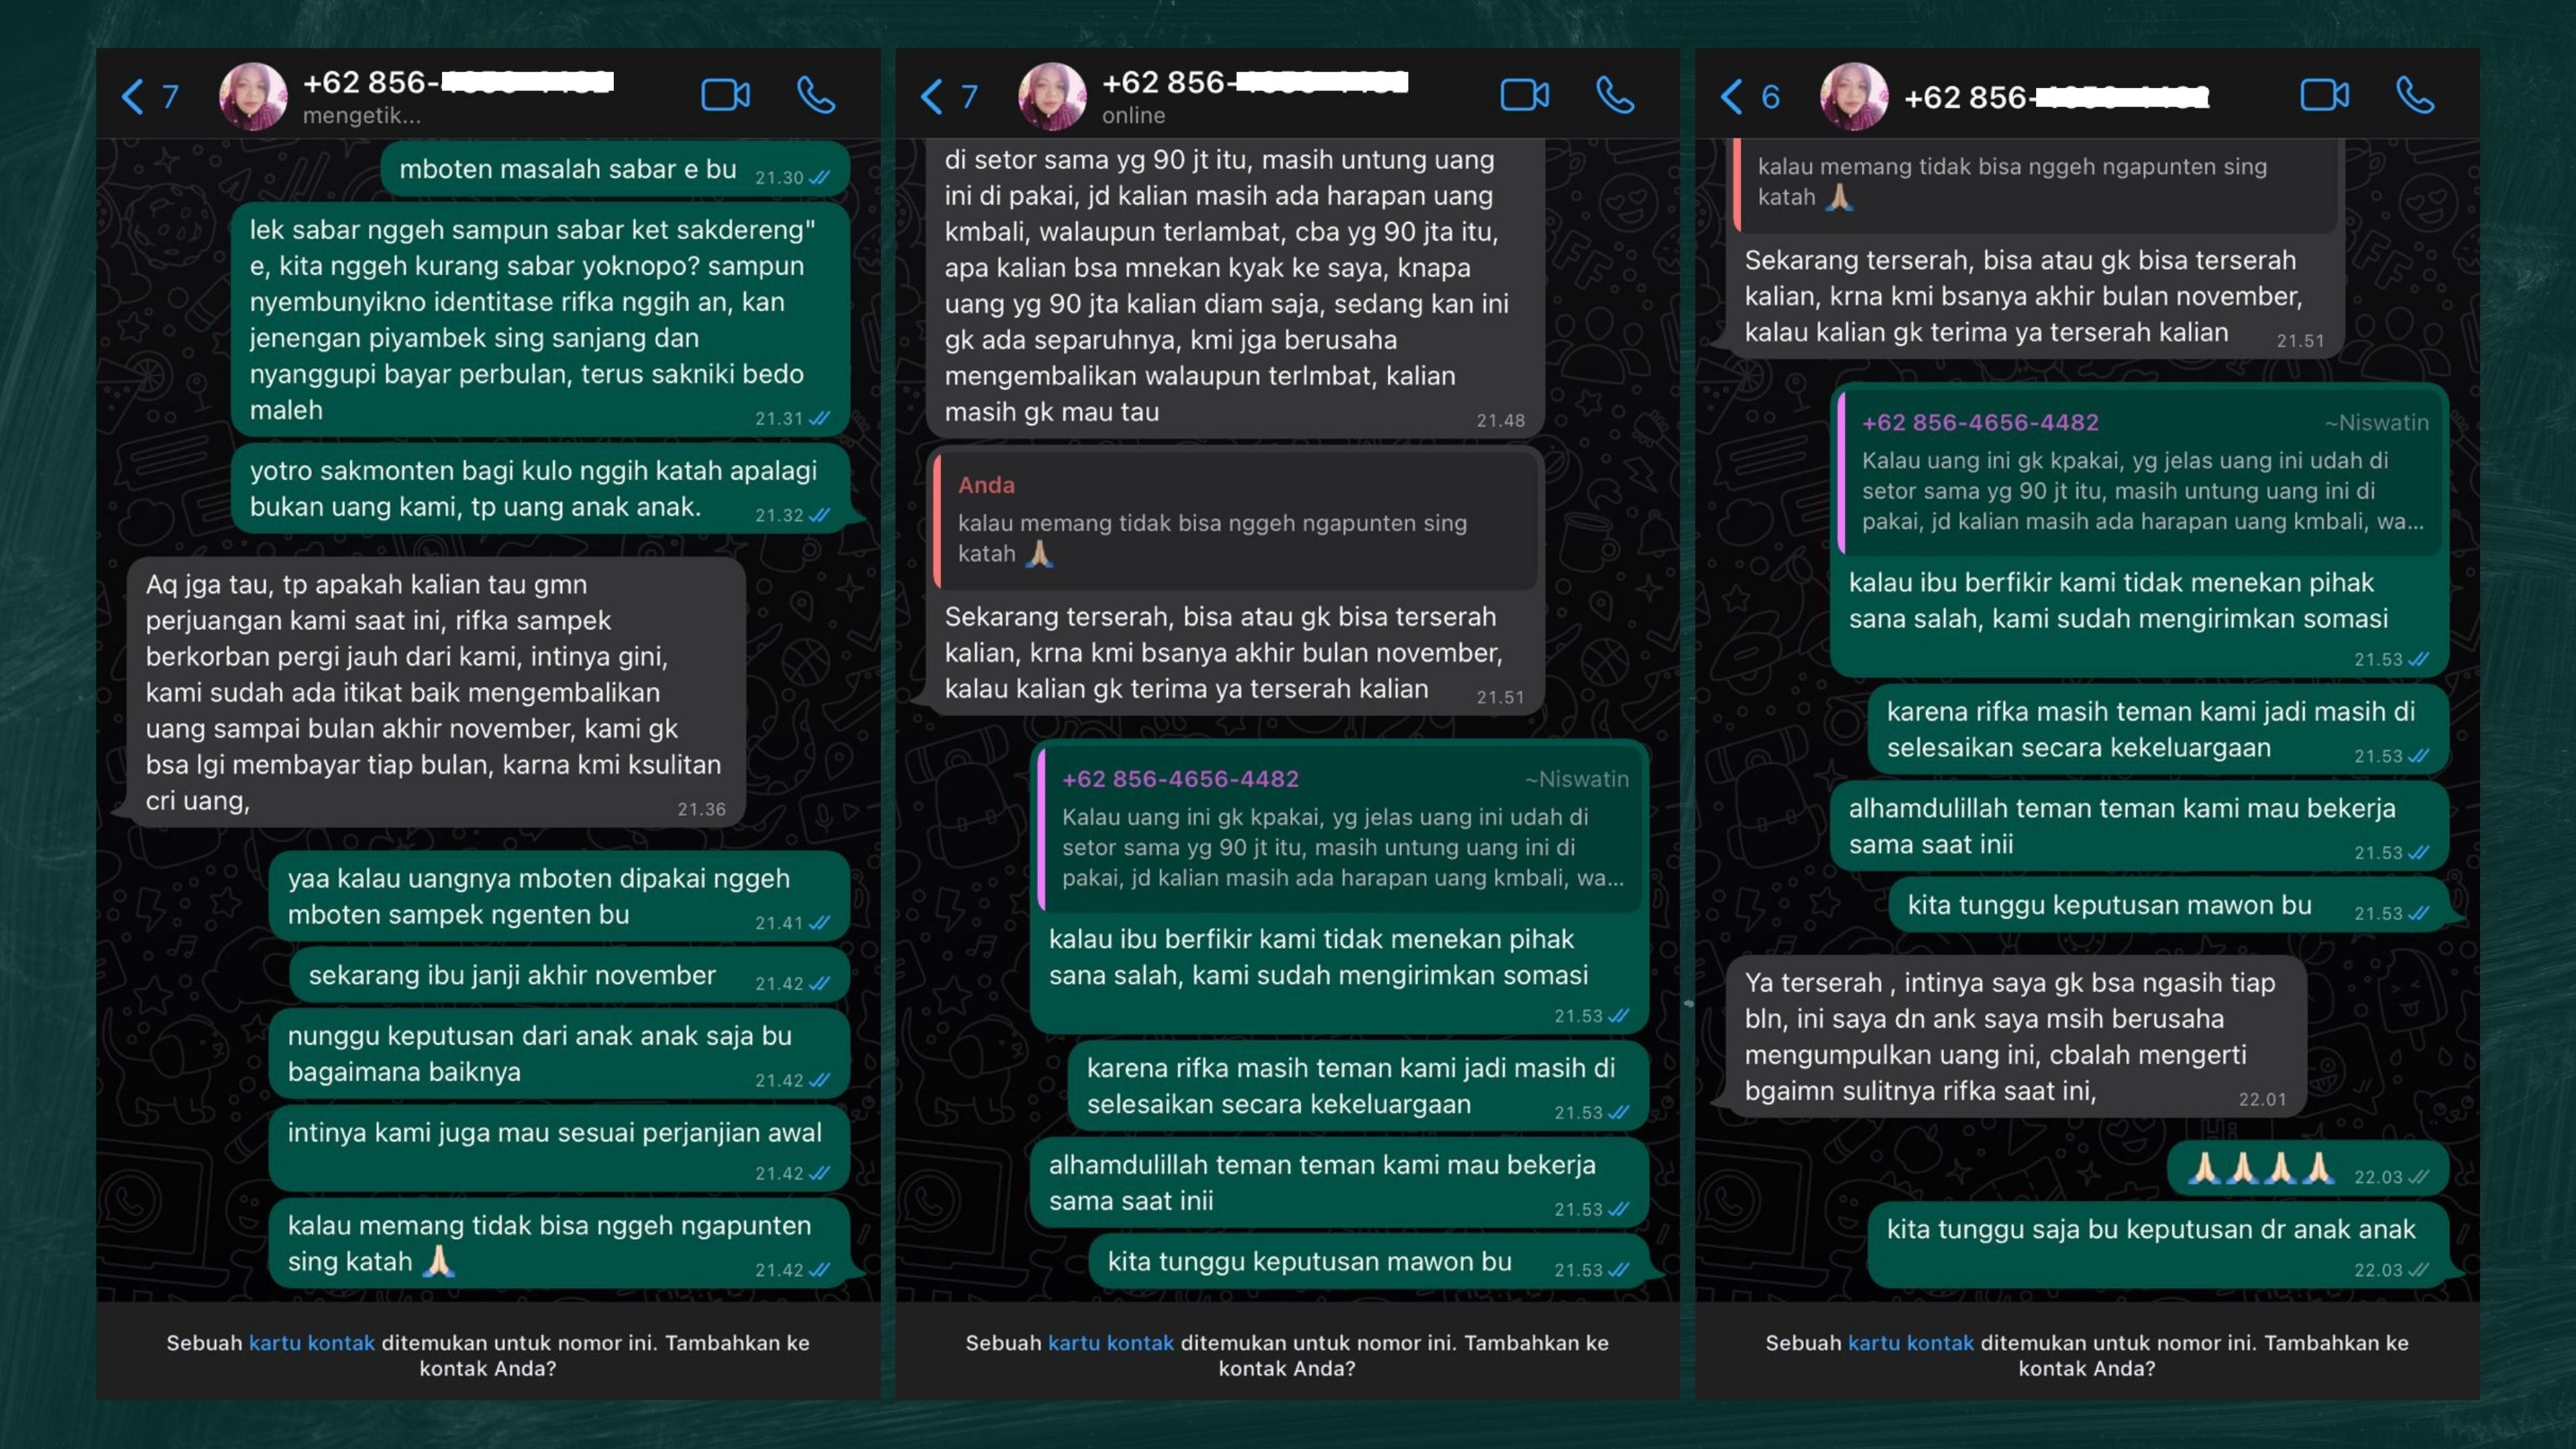 7
+62 856-
mengetik...
mboten masalah sabar e bu 21.30
lek sabar nggeh sampun sabar ket sakdereng"
e, kita nggeh kurang sabar yoknopo? sampun
nyembunyikno identitase rifka nggih an, kan
jenengan piyambek sing sanjang dan
nyanggupi bayar perbulan, terus sakniki bedo
maleh 21.31
yotro sakmonten bagi kulo nggih katah apalagi
bukan uang kami, tp uang anak anak. 21.32
Aq jga tau, tp apakah kalian tau gmn
perjuangan kami saat ini, rifka sampek
berkorban pergi jauh dari kami, intinya gini,
kami sudah ada itikat baik mengembalikan
uang sampai bulan akhir november, kami gk
bsa lgi membayar tiap bulan, karna kmi ksulitan
cri uang, 21.36
yaa kalau uangnya mboten dipakai nggeh
mboten sampek ngenten bu 21.41
sekarang ibu janji akhir november 21.42
nunggu keputusan dari anak anak saja bu
bagaimana baiknya 21.42
intinya kami juga mau sesuai perjanjian awal
21.42
kalau memang tidak bisa nggeh ngapunten
sing katah 🙏🏼 21.42
Sebuah kartu kontak ditemukan untuk nomor ini. Tambahkan ke
kontak Anda?
7
+62 856-
online
di setor sama yg 90 jt itu, masih untung uang
ini di pakai, jd kalian masih ada harapan uang
kmbali, walaupun terlambat, cba yg 90 jta itu,
apa kalian bsa mnekan kyak ke saya, knapa
uang yg 90 jta kalian diam saja, sedang kan ini
gk ada separuhnya, kmi jga berusaha
mengembalikan walaupun terlmbat, kalian
masih gk mau tau 21.48
Anda
kalau memang tidak bisa nggeh ngapunten sing
katah 🙏🏼
Sekarang terserah, bisa atau gk bisa terserah
kalian, krna kmi bsanya akhir bulan november,
kalau kalian gk terima ya terserah kalian 21.51
+62 856-4656-4482 ~Niswatin
Kalau uang ini gk kpakai, yg jelas uang ini udah di
setor sama yg 90 jt itu, masih untung uang ini di
pakai, jd kalian masih ada harapan uang kmbali, wa...
kalau ibu berfikir kami tidak menekan pihak
sana salah, kami sudah mengirimkan somasi
21.53
karena rifka masih teman kami jadi masih di
selesaikan secara kekeluargaan 21.53
alhamdulillah teman teman kami mau bekerja
sama saat inii 21.53
kita tunggu keputusan mawon bu 21.53
Sebuah kartu kontak ditemukan untuk nomor ini. Tambahkan ke
kontak Anda?
6
+62 856-
kalau memang tidak bisa nggeh ngapunten sing
katah 🙏🏼
Sekarang terserah, bisa atau gk bisa terserah
kalian, krna kmi bsanya akhir bulan november,
kalau kalian gk terima ya terserah kalian 21.51
+62 856-4656-4482 ~Niswatin
Kalau uang ini gk kpakai, yg jelas uang ini udah di
setor sama yg 90 jt itu, masih untung uang ini di
pakai, jd kalian masih ada harapan uang kmbali, wa...
kalau ibu berfikir kami tidak menekan pihak
sana salah, kami sudah mengirimkan somasi
21.53
karena rifka masih teman kami jadi masih di
selesaikan secara kekeluargaan 21.53
alhamdulillah teman teman kami mau bekerja
sama saat inii 21.53
kita tunggu keputusan mawon bu 21.53
Ya terserah , intinya saya gk bsa ngasih tiap
bln, ini saya dn ank saya msih berusaha
mengumpulkan uang ini, cbalah mengerti
bgaimn sulitnya rifka saat ini, 22.01
🙏🏼🙏🏼🙏🏼🙏🏼 22.03
kita tunggu saja bu keputusan dr anak anak
22.03
Sebuah kartu kontak ditemukan untuk nomor ini. Tambahkan ke
kontak Anda?